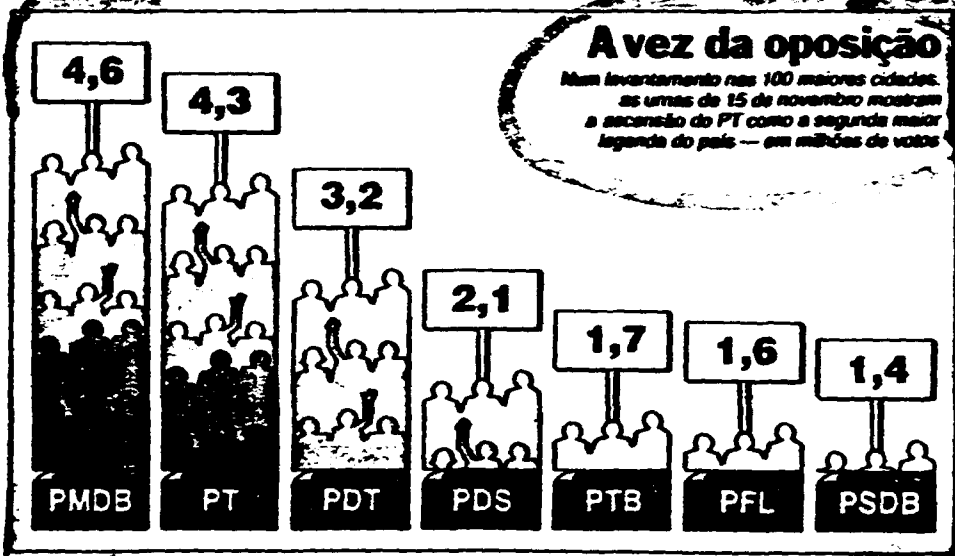 A vez da oposição
Num levantamento nas 100 maiores cidades,
as urnas de 15 de novembro mostram
a ascensão do PT como a segunda maior
legenda do país — em milhões de votos
4,6
4,3
3,2
2,1
1,7
1,6
1,4
PMDB
PT
PDT
PDS
PTB
PFL
PSDB